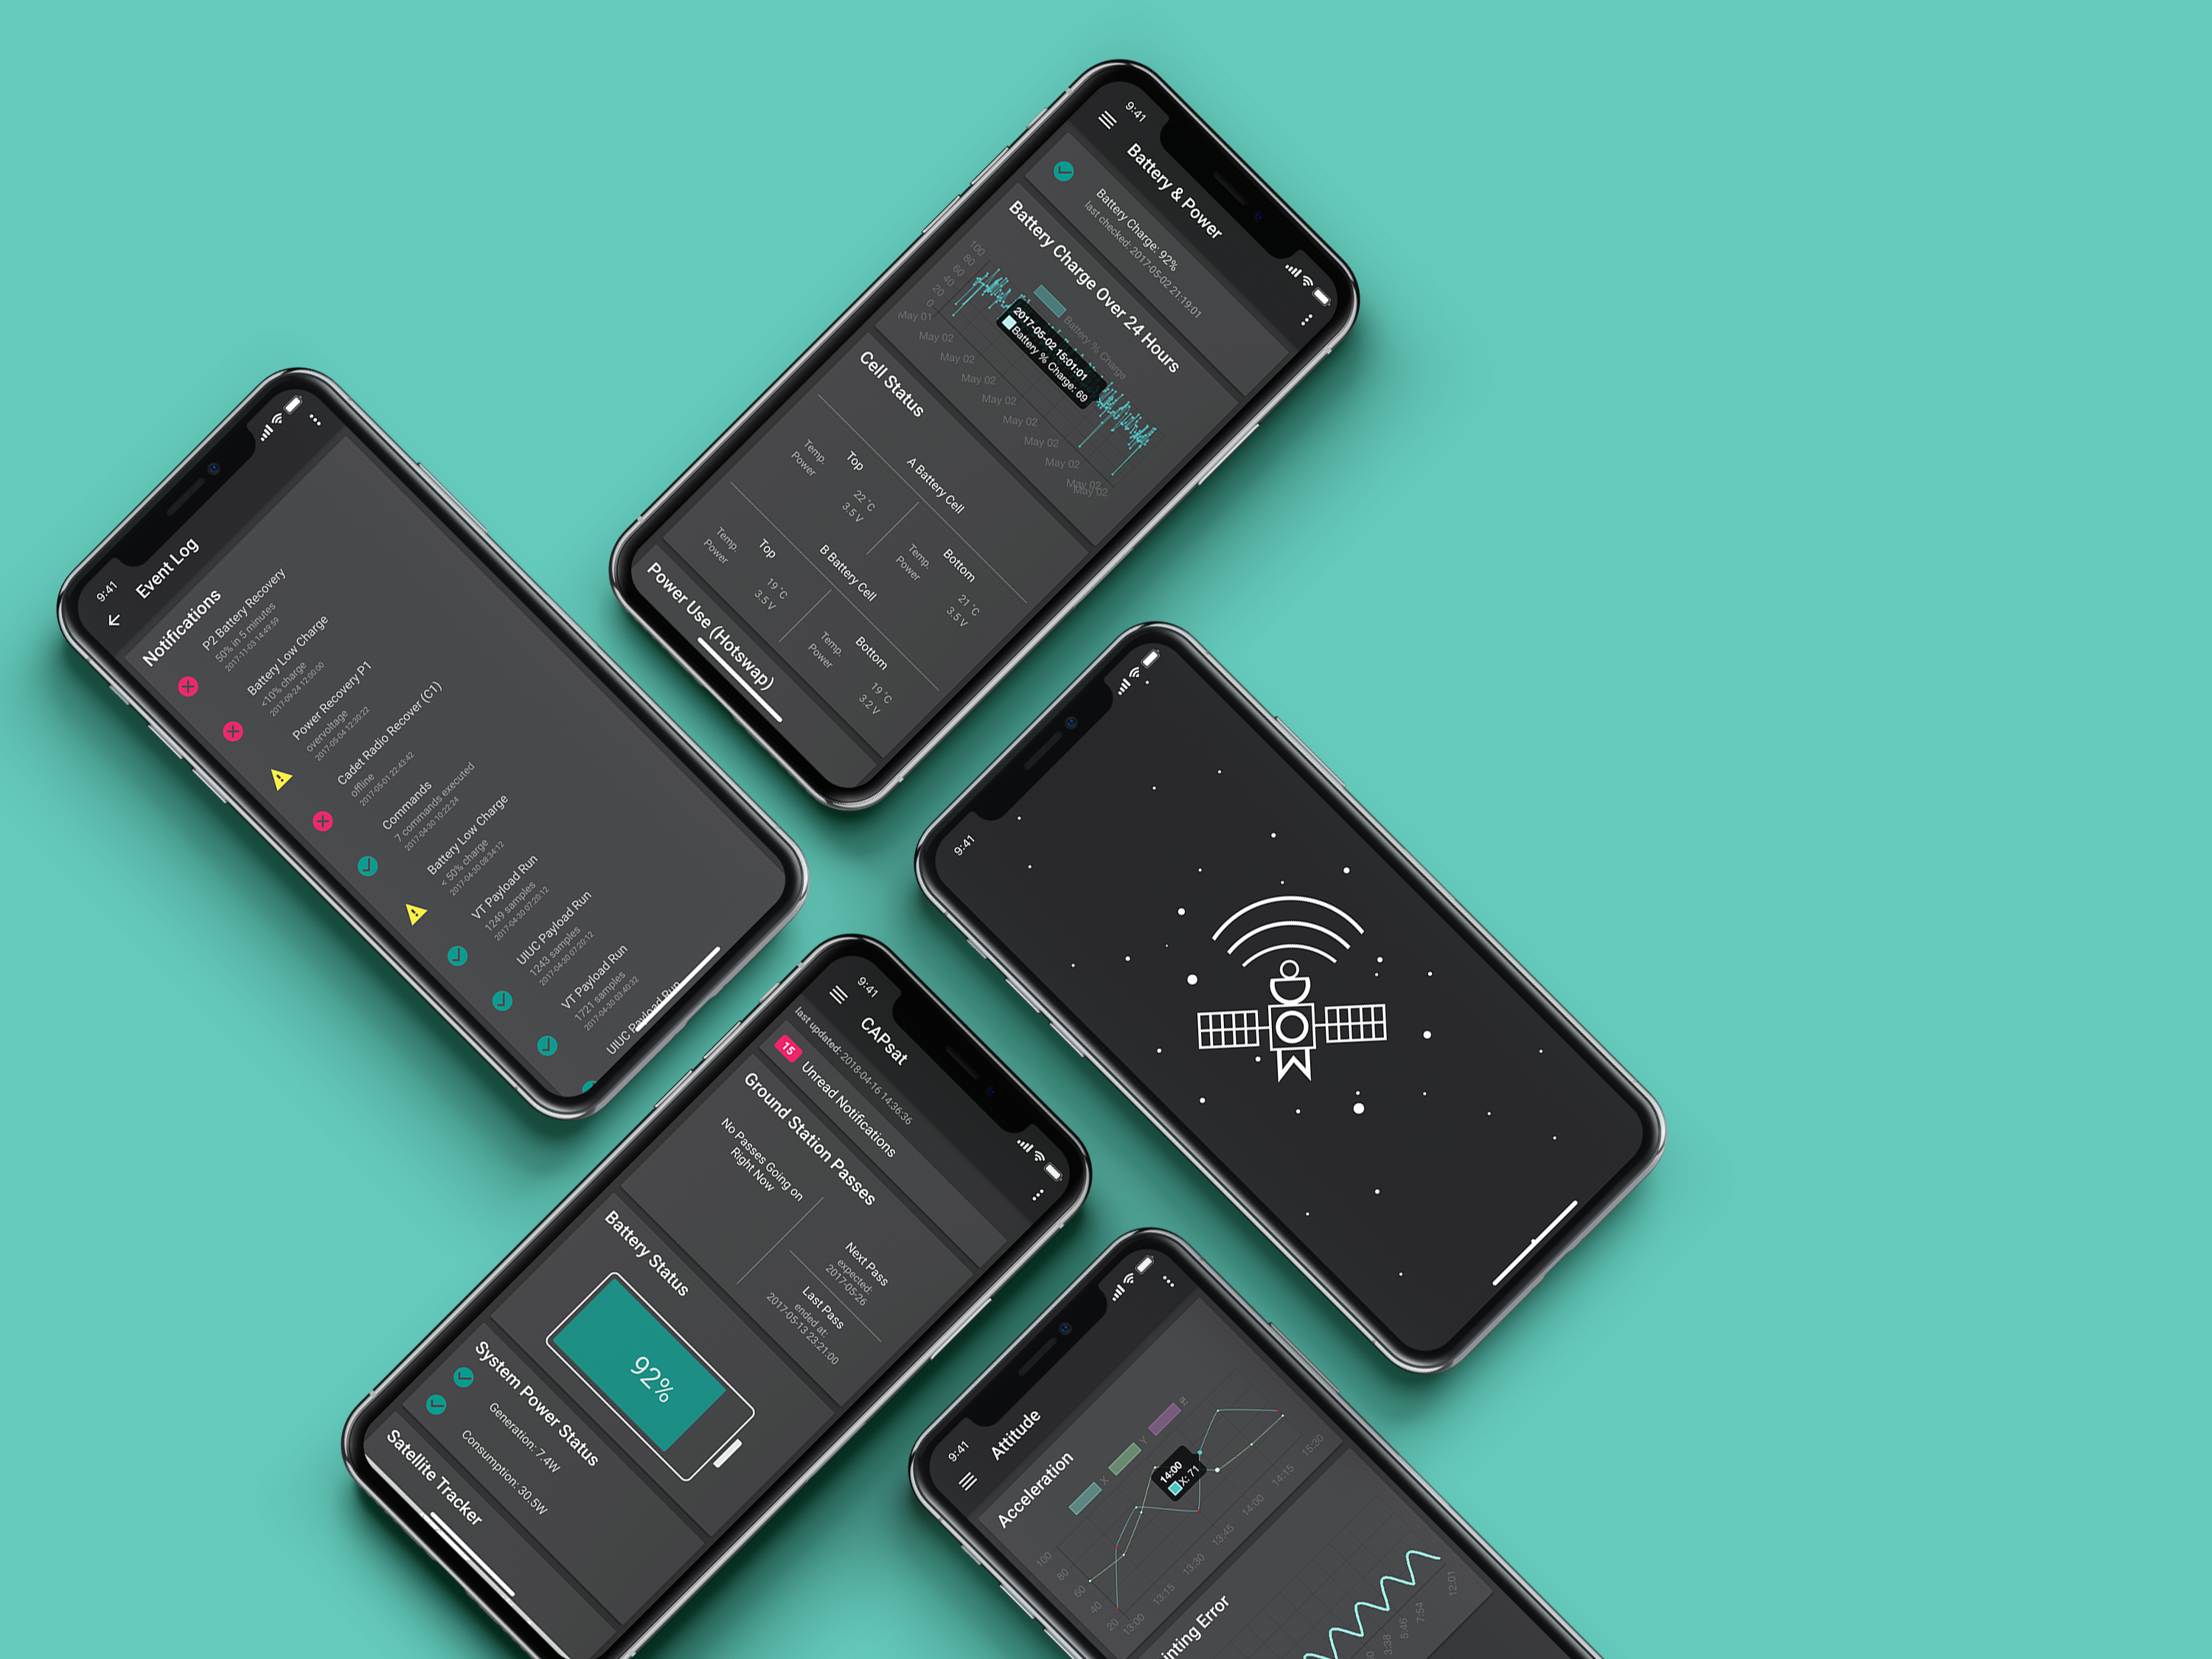 9:41
Battery & Power
Battery Charge: 92%
last checked: 2017-05-02 21:19:01
Battery Charge Over 24 Hours
Battery % Charge
100
80
60
40
20
0
2017-05-02 15:01:01
Battery % Charge: 69
May 01
May 02
May 02
May 02
May 02
May 02
May 02
May 02
May 02
May 02
Cell Status
A Battery Cell
Top
Temp. 22 °C
Power 3.5 V
Bottom
Temp. 21 °C
Power 3.5 V
B Battery Cell
Top
Temp. 19 °C
Power 3.5 V
Bottom
Temp. 19 °C
Power 3.2 V
Power Use (Hotswap)
9:41
Event Log
Notifications
P2 Battery Recovery
50% in 5 minutes
2017-11-03 14:49:59
Battery Low Charge
<10% charge
2017-09-24 12:00:00
Power Recovery P1
overvoltage
2017-05-04 12:30:22
Cadet Radio Recover (C1)
offline
2017-05-01 22:43:42
Commands
7 commands executed
2017-04-30 10:22:24
Battery Low Charge
< 50% charge
2017-04-30 08:34:12
VT Payload Run
1249 samples
2017-04-30 07:20:12
UIUC Payload Run
1243 samples
2017-04-30 07:20:12
VT Payload Run
1721 samples
2017-04-30 03:40:32
UIUC Payload Run
9:41
9:41
CAPsat
last updated: 2018-04-16 14:36:36
15 Unread Notifications
Ground Station Passes
No Passes Going on
Right Now
Next Pass
expected:
2017-05-26
Last Pass
ended at:
2017-05-13 23:21:00
Battery Status
92%
System Power Status
Generation: 7.4W
Consumption: 30.5W
Satellite Tracker
9:41
Attitude
Acceleration
X
Y
14:00
X: 71
100
80
60
40
20
13:00
13:15
13:30
13:45
14:00
14:15
15:30
inting Error
3:38
5:46
7:54
12:01